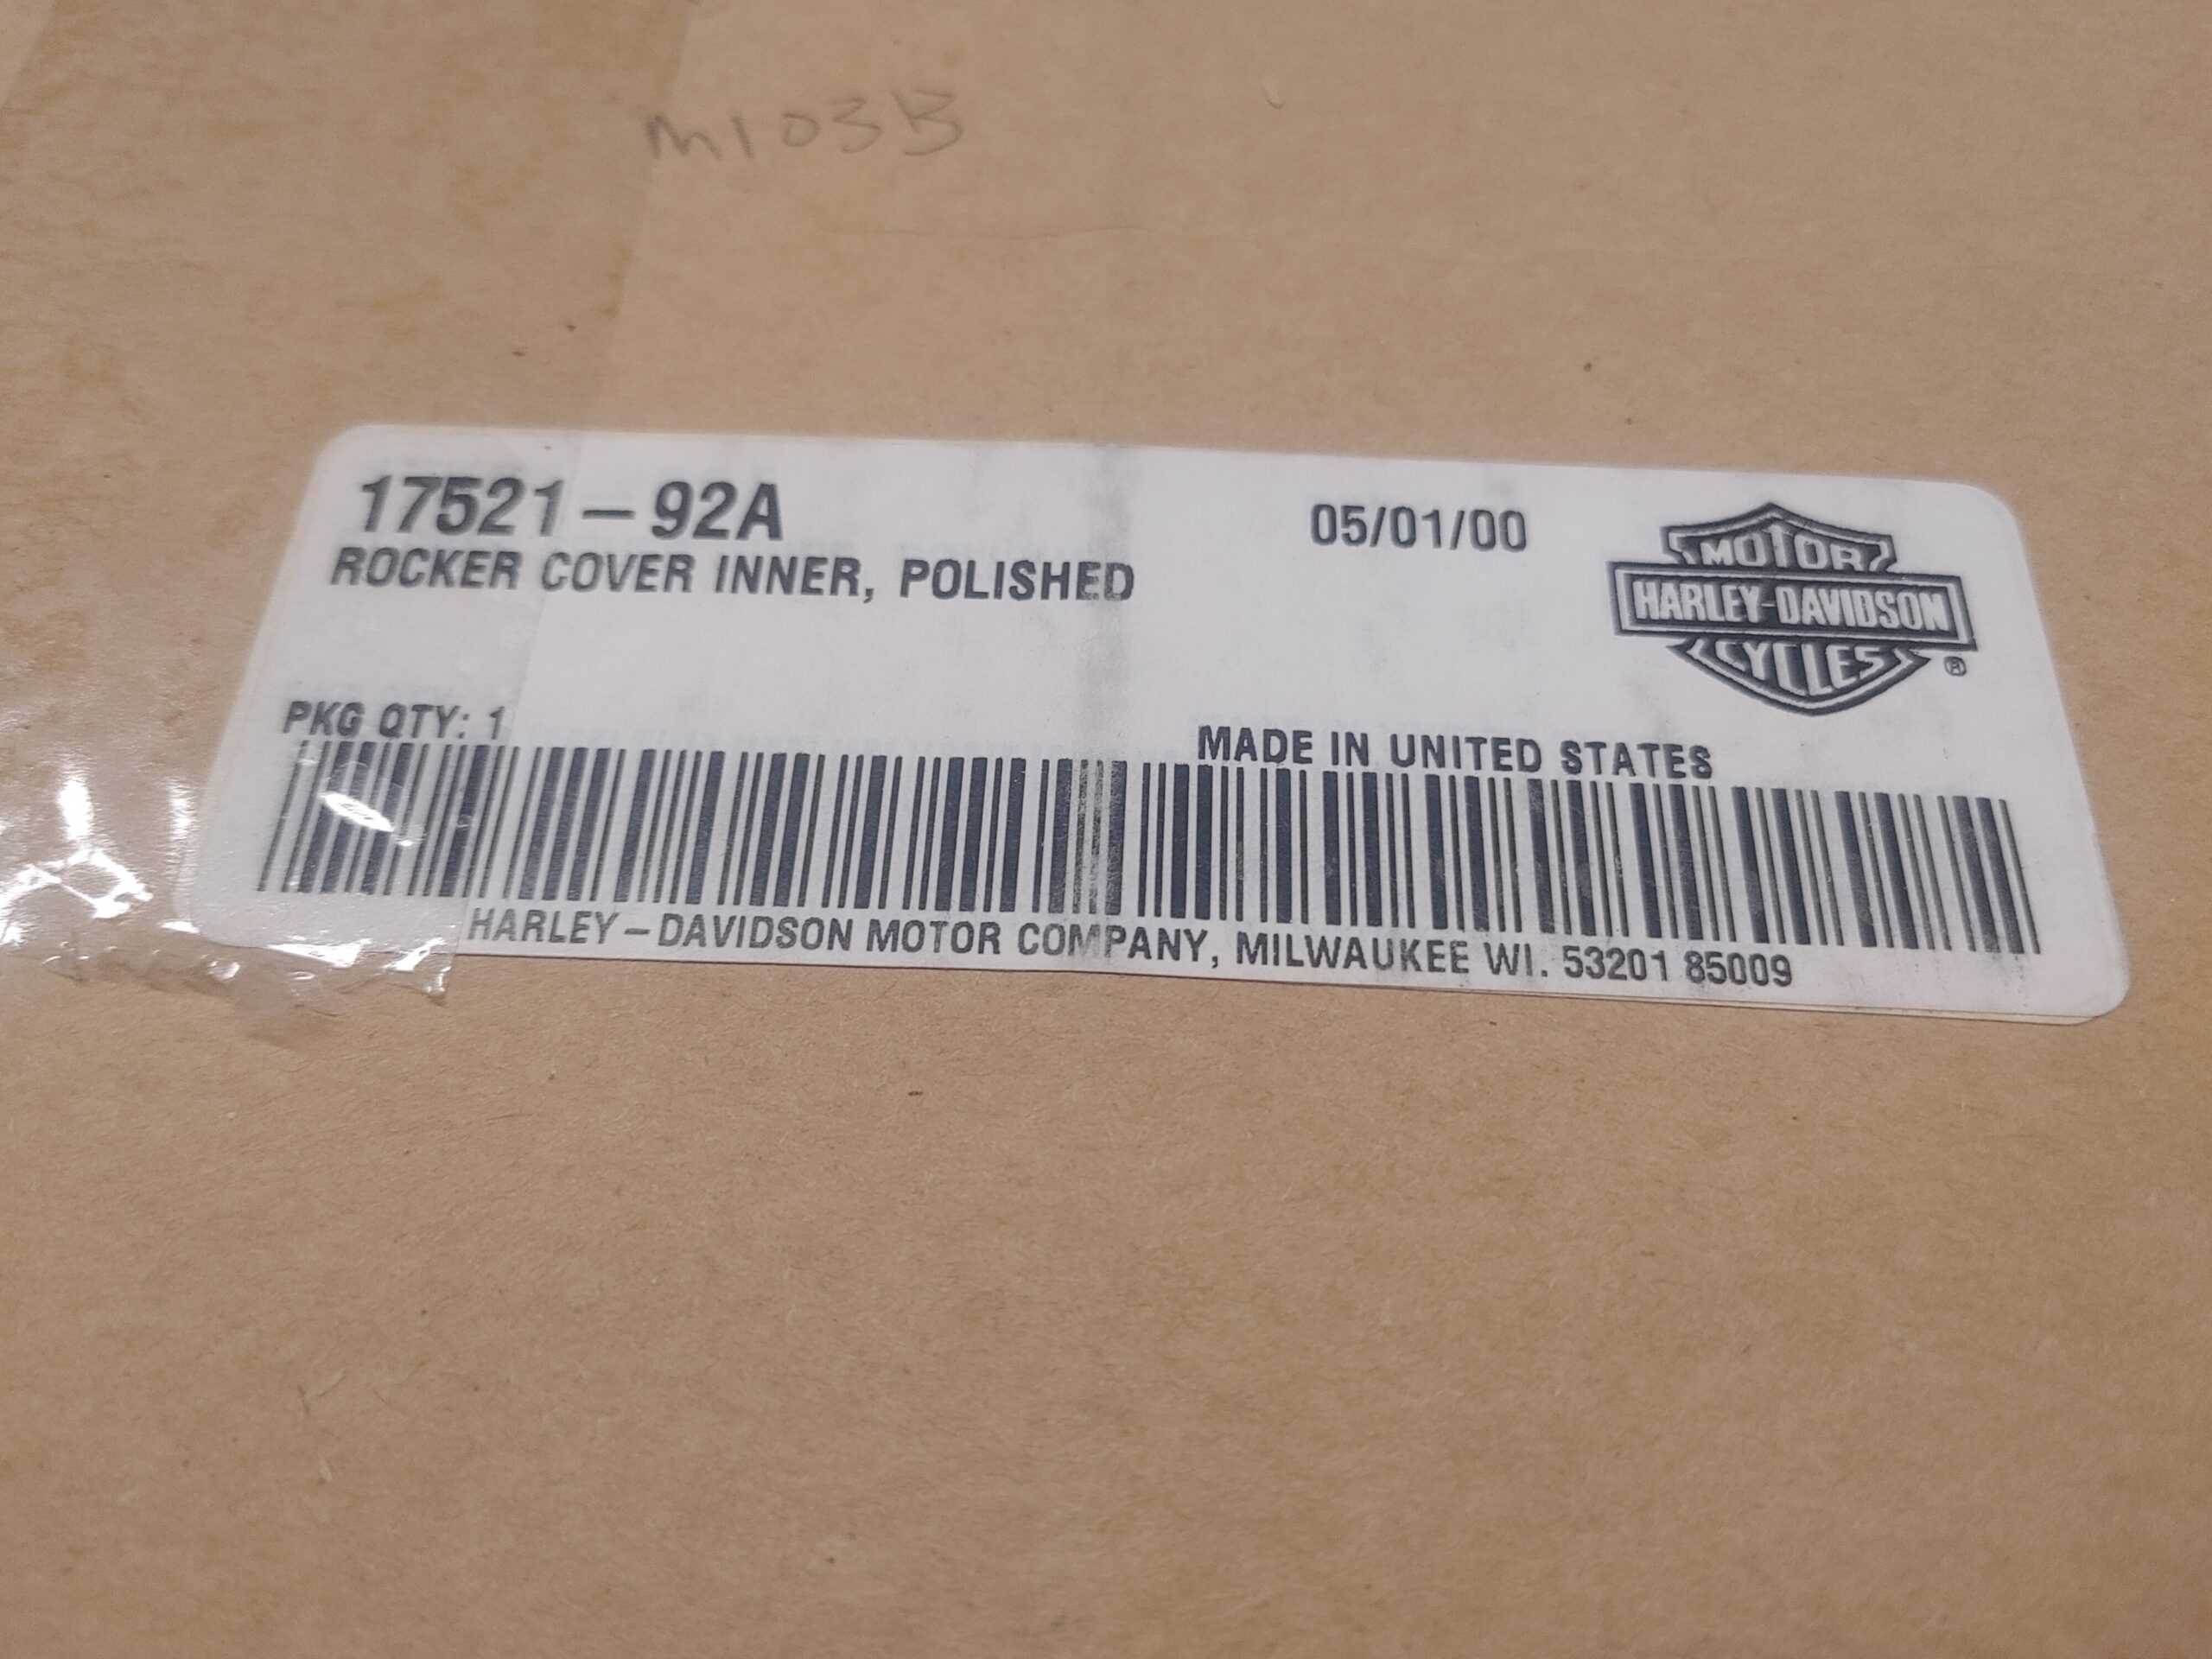 M103B
17521-92A
05/01/00
ROCKER COVER INNER, POLISHED
MOTOR
HARLEY-DAVIDSON
CYCLES
®
PKG QTY: 1
MADE IN UNITED STATES
HARLEY-DAVIDSON MOTOR COMPANY, MILWAUKEE WI. 53201 85009